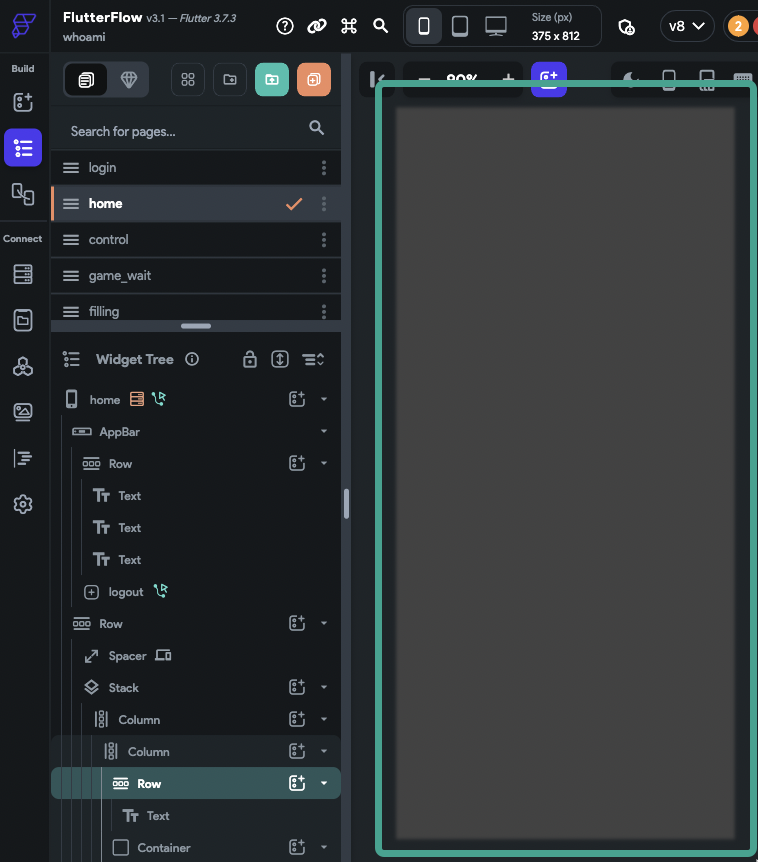 FlutterFlow v3.1 — Flutter 3.7.3
whoami
Size (px)
375 x 812
v8
2
Build
90%
Search for pages...
login
home
control
Connect
game_wait
filling
Widget Tree
home
AppBar
Row
Text
Text
Text
logout
Row
Spacer
Stack
Column
Column
Row
Text
Container